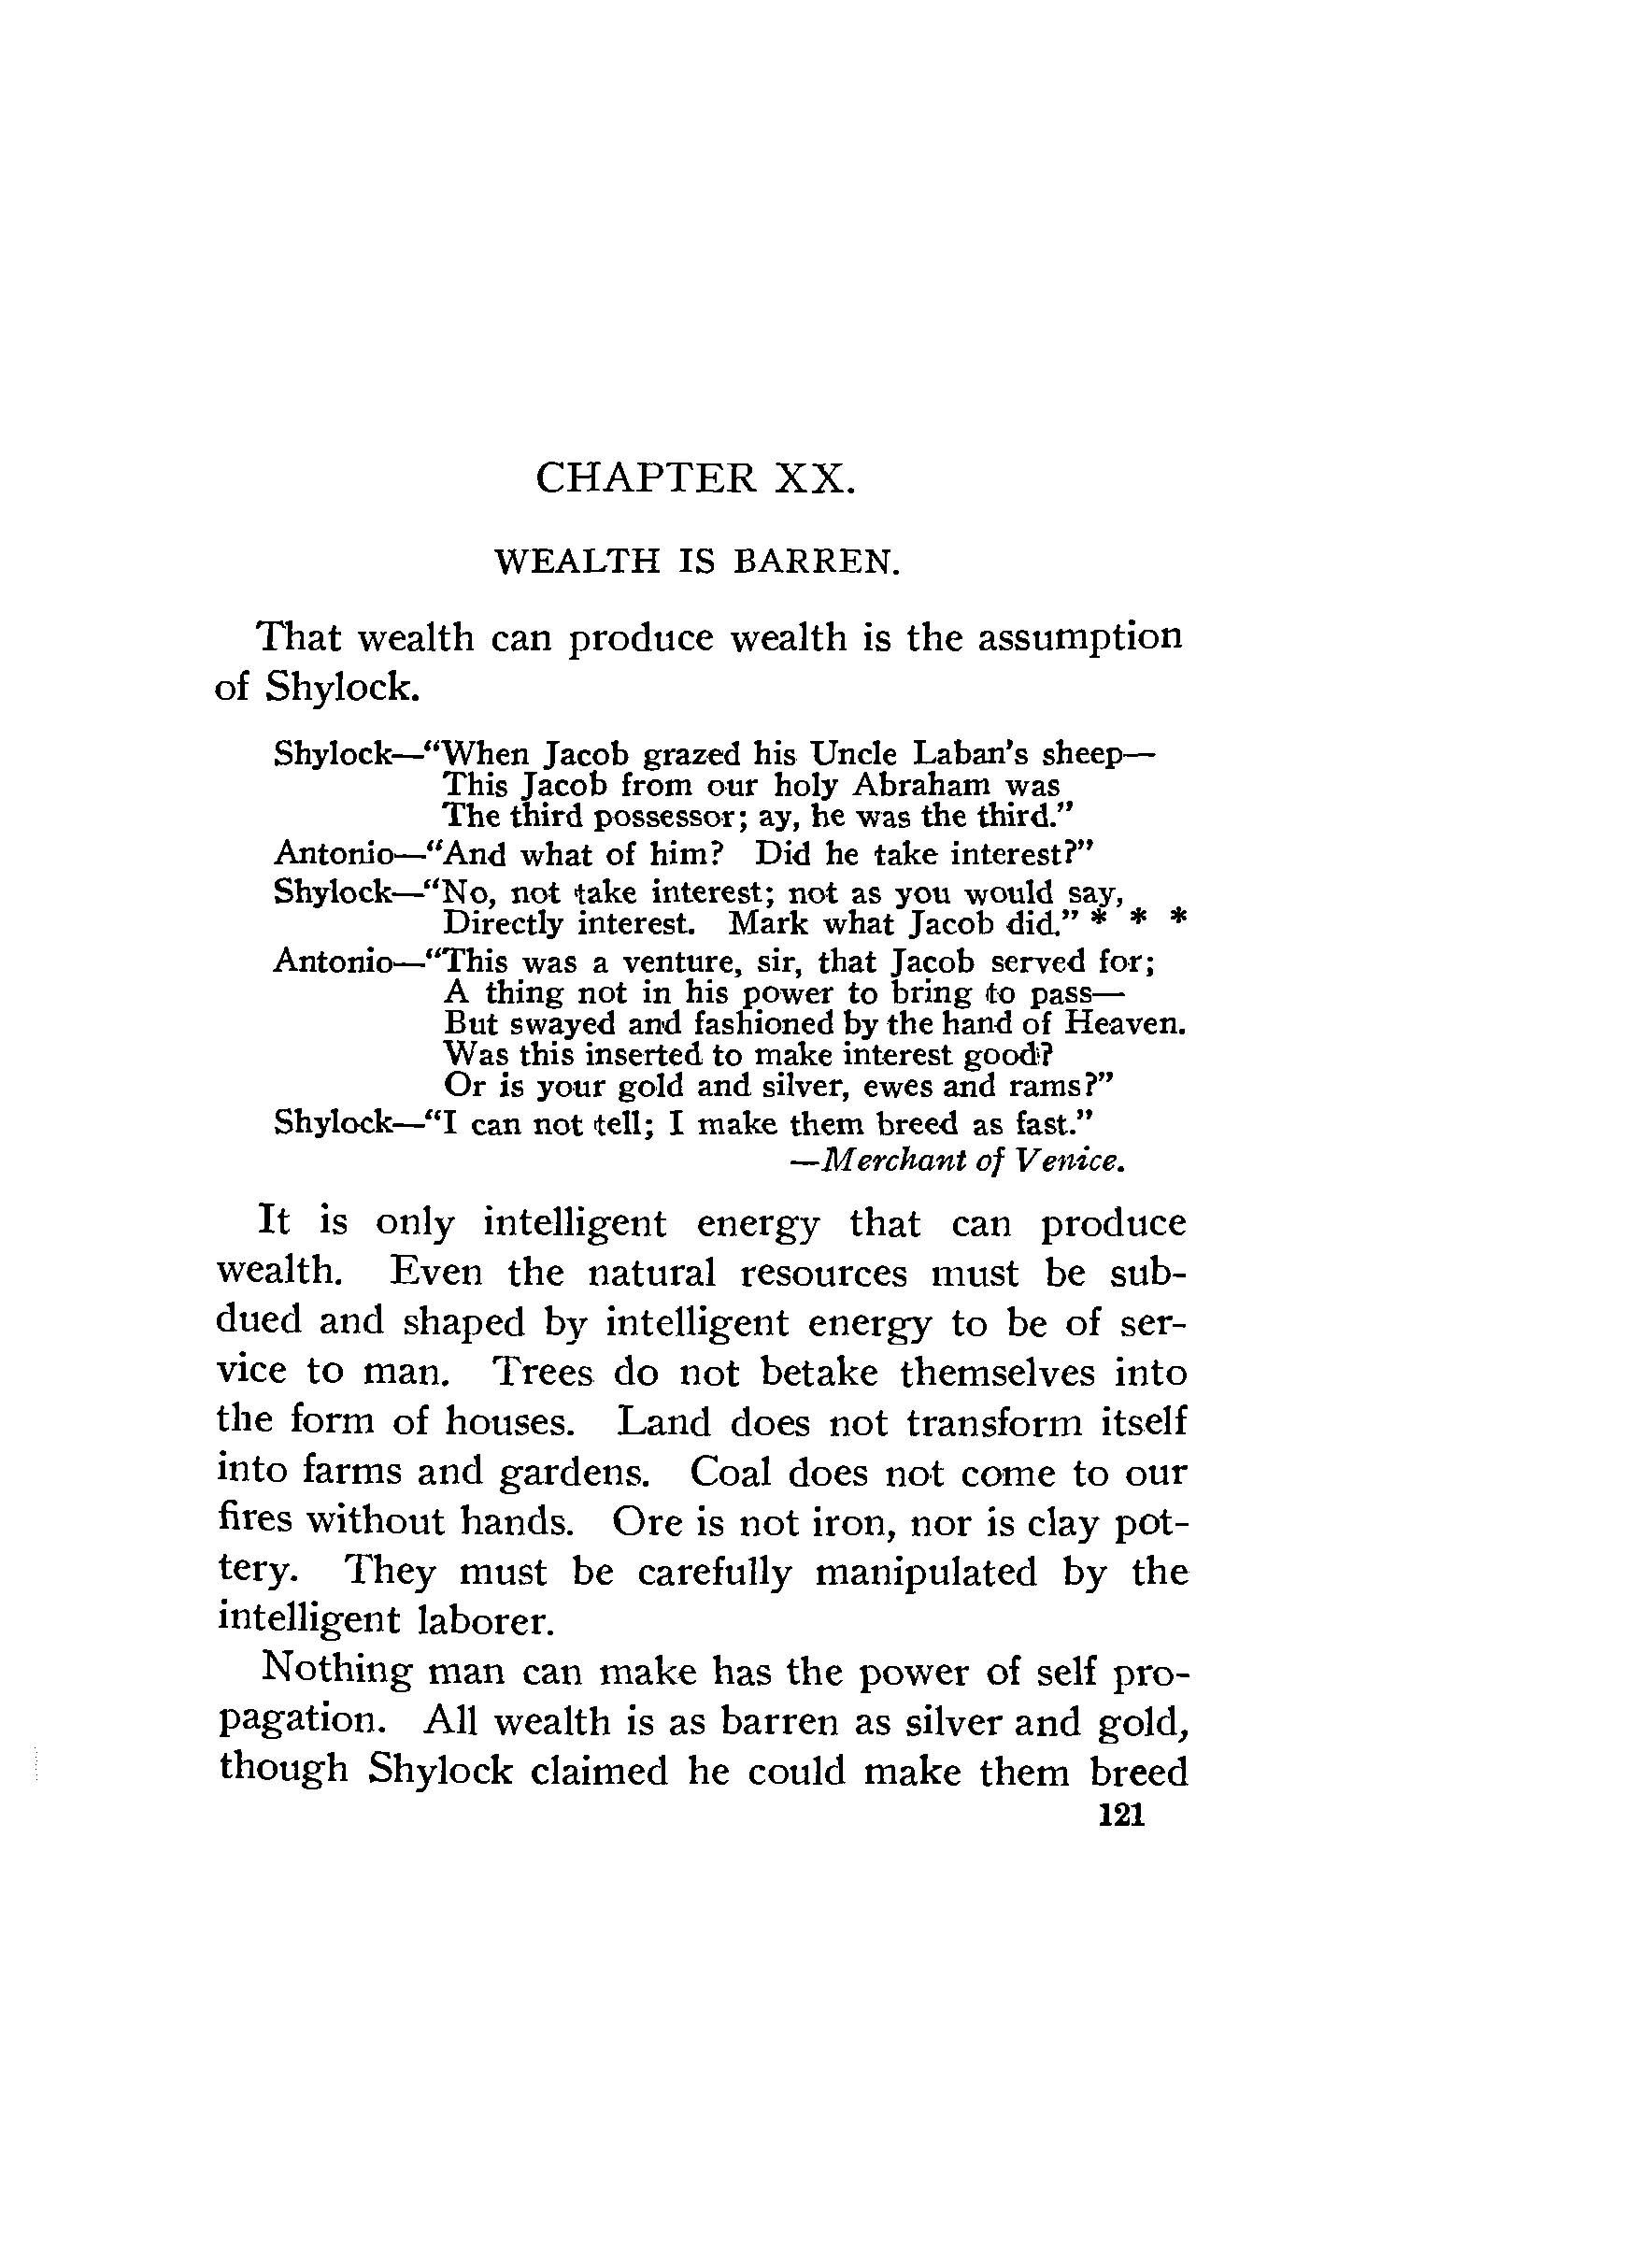 CHAPTER XX.
WEALTH IS BARREN.
That wealth can produce wealth is the assumption
of Shylock.
Shylock—“When Jacob grazed his Uncle Laban's sheep—
This Jacob from our holy Abraham was
The third possessor; ay, he was the third.”
Antonio—“And what of him? Did he take interest?”
Shylock—“No, not take interest; not as you would say,
Directly interest. Mark what Jacob did.” * * *
Antonio—“This was a venture, sir, that Jacob served for;
A thing not in his power to bring to pass—
But swayed and fashioned by the hand of Heaven.
Was this inserted to make interest good?
Or is your gold and silver, ewes and rams?”
Shylock—“I can not tell; I make them breed as fast.”
—Merchant of Venice.
It is only intelligent energy that can produce
wealth. Even the natural resources must be sub-
dued and shaped by intelligent energy to be of ser-
vice to man. Trees do not betake themselves into
the form of houses. Land does not transform itself
into farms and gardens. Coal does not come to our
fires without hands. Ore is not iron, nor is clay pot-
tery. They must be carefully manipulated by the
intelligent laborer.
Nothing man can make has the power of self pro-
pagation. All wealth is as barren as silver and gold,
though Shylock claimed he could make them breed
121